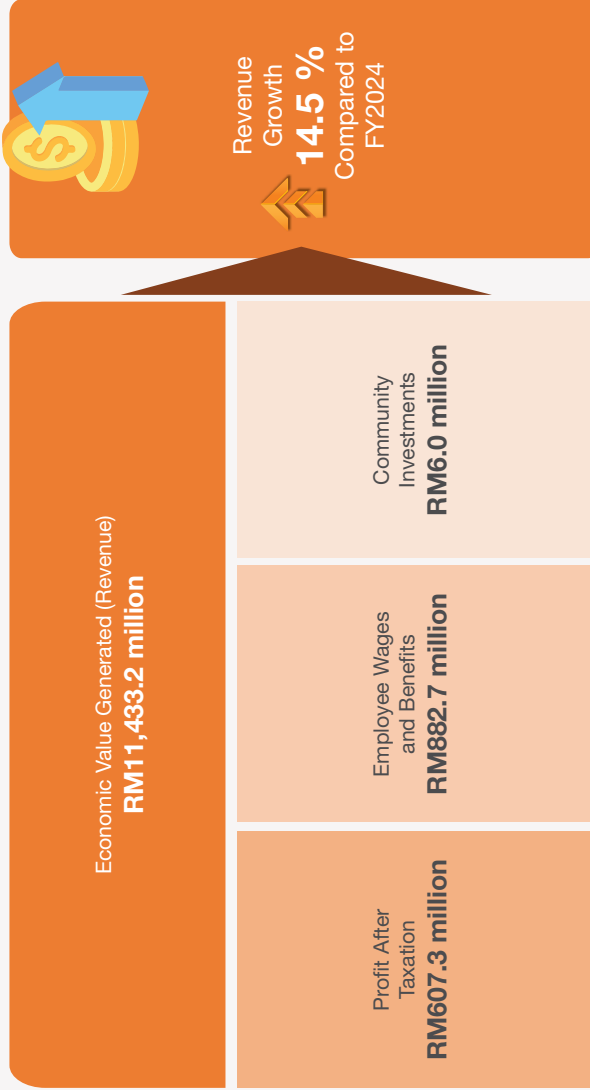 Economic Value Generated (Revenue)
RM11,433.2 million
Profit After
Taxation
RM607.3 million
Employee Wages
and Benefits
RM882.7 million
Community
Investments
RM6.0 million
Revenue
Growth
14.5 %
Compared to
FY2024
$